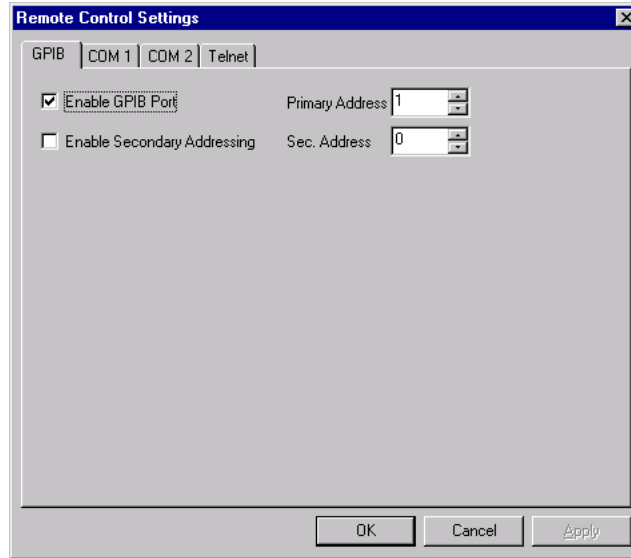 Remote Control Settings
GPIB COM 1 COM 2 Telnet
Enable GPIB Port Primary Address 1
Enable Secondary Addressing Sec. Address 0
OK Cancel Apply